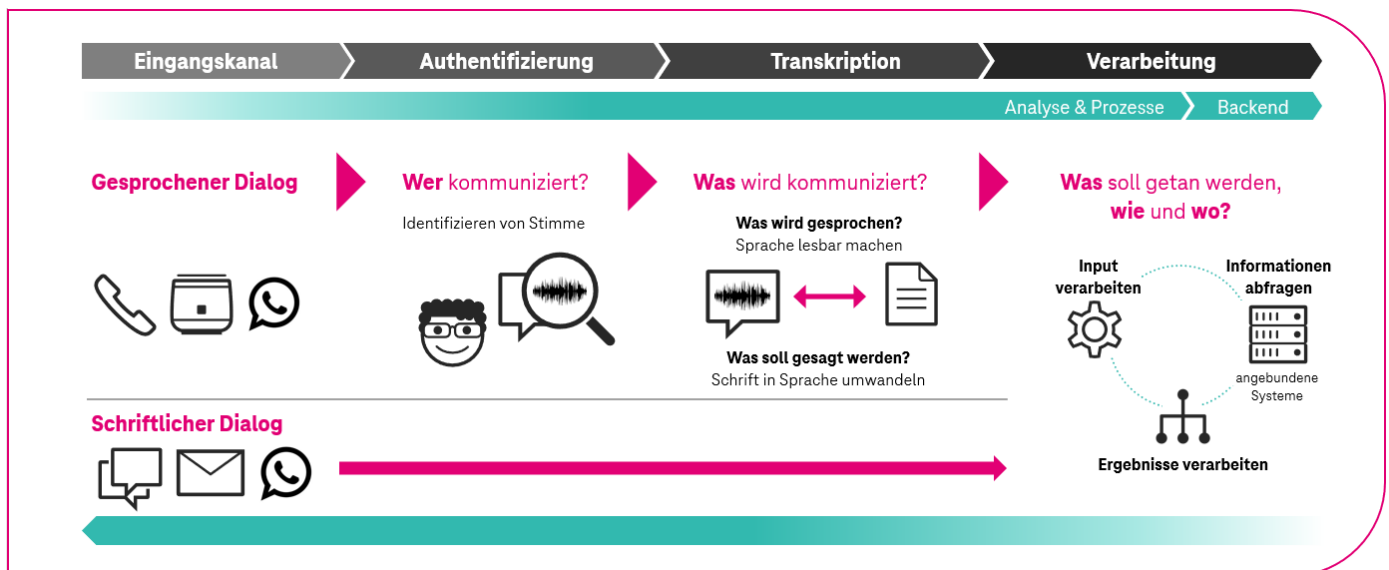 Eingangskanal
Authentifizierung
Transkription
Verarbeitung
Analyse & Prozesse
Backend
Gesprochener Dialog
Wer kommuniziert?
Identifizieren von Stimme
Was wird kommuniziert?
Was wird gesprochen?
Sprache lesbar machen
Was soll gesagt werden?
Schrift in Sprache umwandeln
Was soll getan werden,
wie und wo?
Input
verarbeiten
Informationen
abfragen
angebundene
Systeme
Ergebnisse verarbeiten
Schriftlicher Dialog